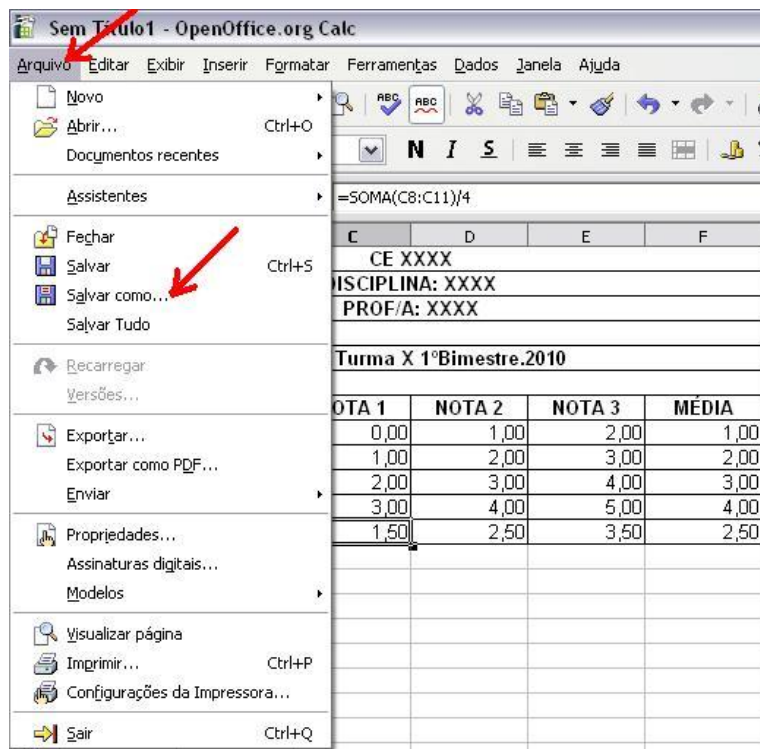 Sem Título1 - OpenOffice.org Calc
Arquivo Editar Exibir Inserir Formatar Ferramentas Dados Janela Ajuda
Novo
Abrir... Ctrl+O
Documentos recentes
Assistentes
Fechar
Salvar Ctrl+S
Salvar como...
Salvar Tudo
Recarregar
Versões...
Exportar...
Exportar como PDF...
Enviar
Propriedades...
Assinaturas digitais...
Modelos
Visualizar página
Imprimir... Ctrl+P
Configurações da Impressora...
Sair Ctrl+Q
ABC ABC
N I S
=SOMA(C8:C11)/4
C D E F
CE XXXX
DISCIPLINA: XXXX
PROF/A: XXXX
Turma X 1ºBimestre.2010
OTA 1 NOTA 2 NOTA 3 MÉDIA
0,00 1,00 2,00 1,00
1,00 2,00 3,00 2,00
2,00 3,00 4,00 3,00
3,00 4,00 5,00 4,00
1,50 2,50 3,50 2,50